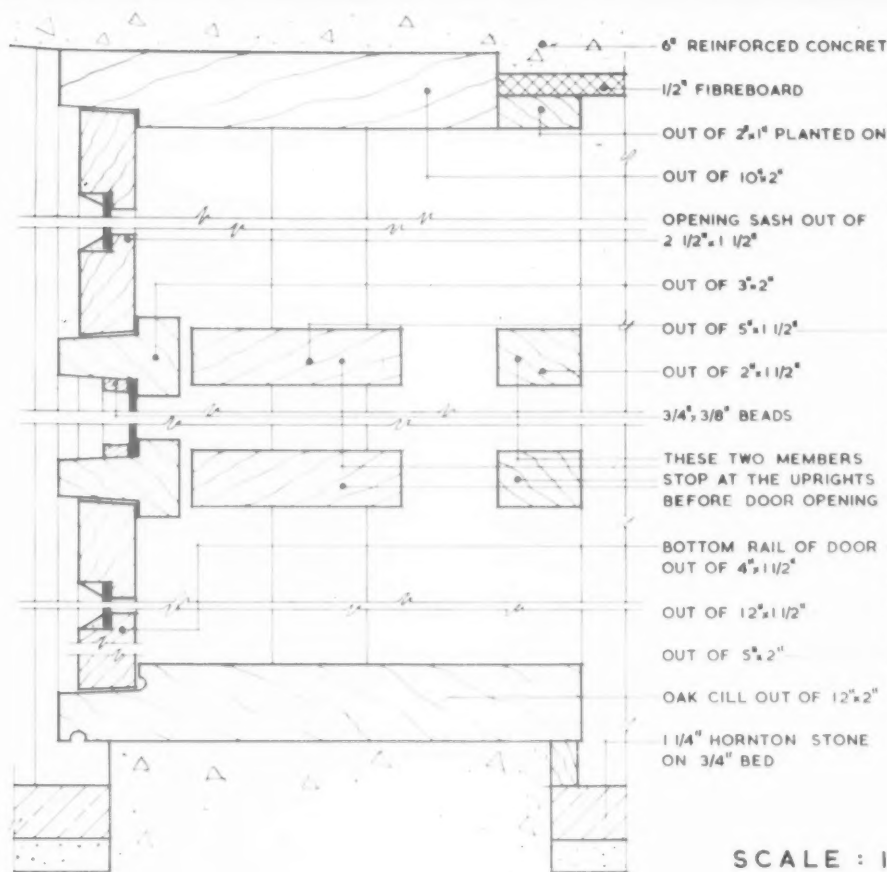 6" REINFORCED CONCRET
1/2" FIBREBOARD
OUT OF 2"x1" PLANTED ON
OUT OF 10"x2"
OPENING SASH OUT OF
2 1/2"x1 1/2"
OUT OF 3"x2"
OUT OF 5"x1 1/2"
OUT OF 2"x1 1/2"
3/4"x3/8" BEADS
THESE TWO MEMBERS
STOP AT THE UPRIGHTS
BEFORE DOOR OPENING
BOTTOM RAIL OF DOOR
OUT OF 4"x1 1/2"
OUT OF 12"x1 1/2"
OUT OF 5"x2"
OAK CILL OUT OF 12"x2"
1 1/4" HORNTON STONE
ON 3/4" BED
SCALE : 1